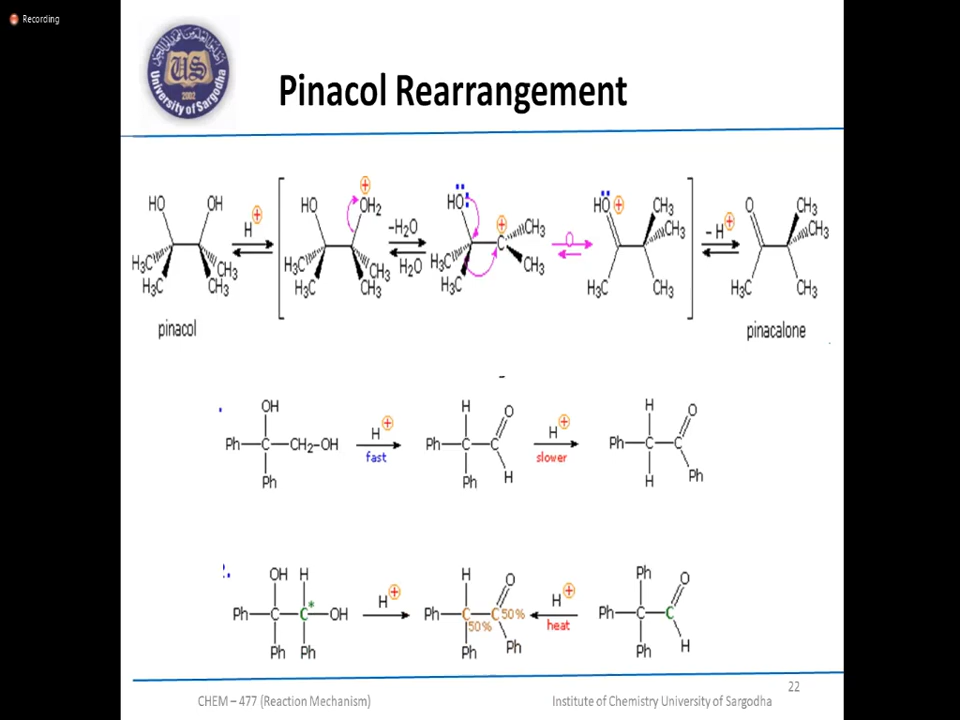 Recording
University of Sargodha
US
2002
Pinacol Rearrangement
HO OH H⊕ HO ⊕ OH2 –H2O H2O HO ⊕ CH3 HO ⊕ CH3 – H⊕ O CH3
H3C CH3 H3C CH3 H3C CH3 CH3 CH3
H3C CH3 H3C CH3 H3C H3C CH3 H3C CH3
pinacol pinacalone
OH H O H O
Ph–C–CH2–OH H⊕ Ph–C–C H⊕ Ph–C–C
fast slower
Ph Ph H H Ph
2.
OH H H O Ph O
Ph–C–C*–OH H⊕ Ph–C–C 50% H⊕ Ph–C–C
50% heat
Ph Ph Ph Ph Ph H
22
CHEM – 477 (Reaction Mechanism) Institute of Chemistry University of Sargodha